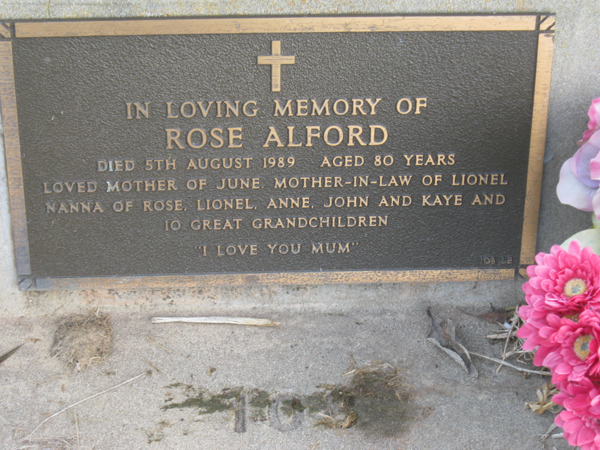 IN LOVING MEMORY OF
ROSE ALFORD
DIED 5TH AUGUST 1989 AGED 80 YEARS
LOVED MOTHER OF JUNE, MOTHER-IN-LAW OF LIONEL
NANNA OF ROSE, LIONEL, ANNE, JOHN AND KAYE AND
10 GREAT GRANDCHILDREN
"I LOVE YOU MUM"